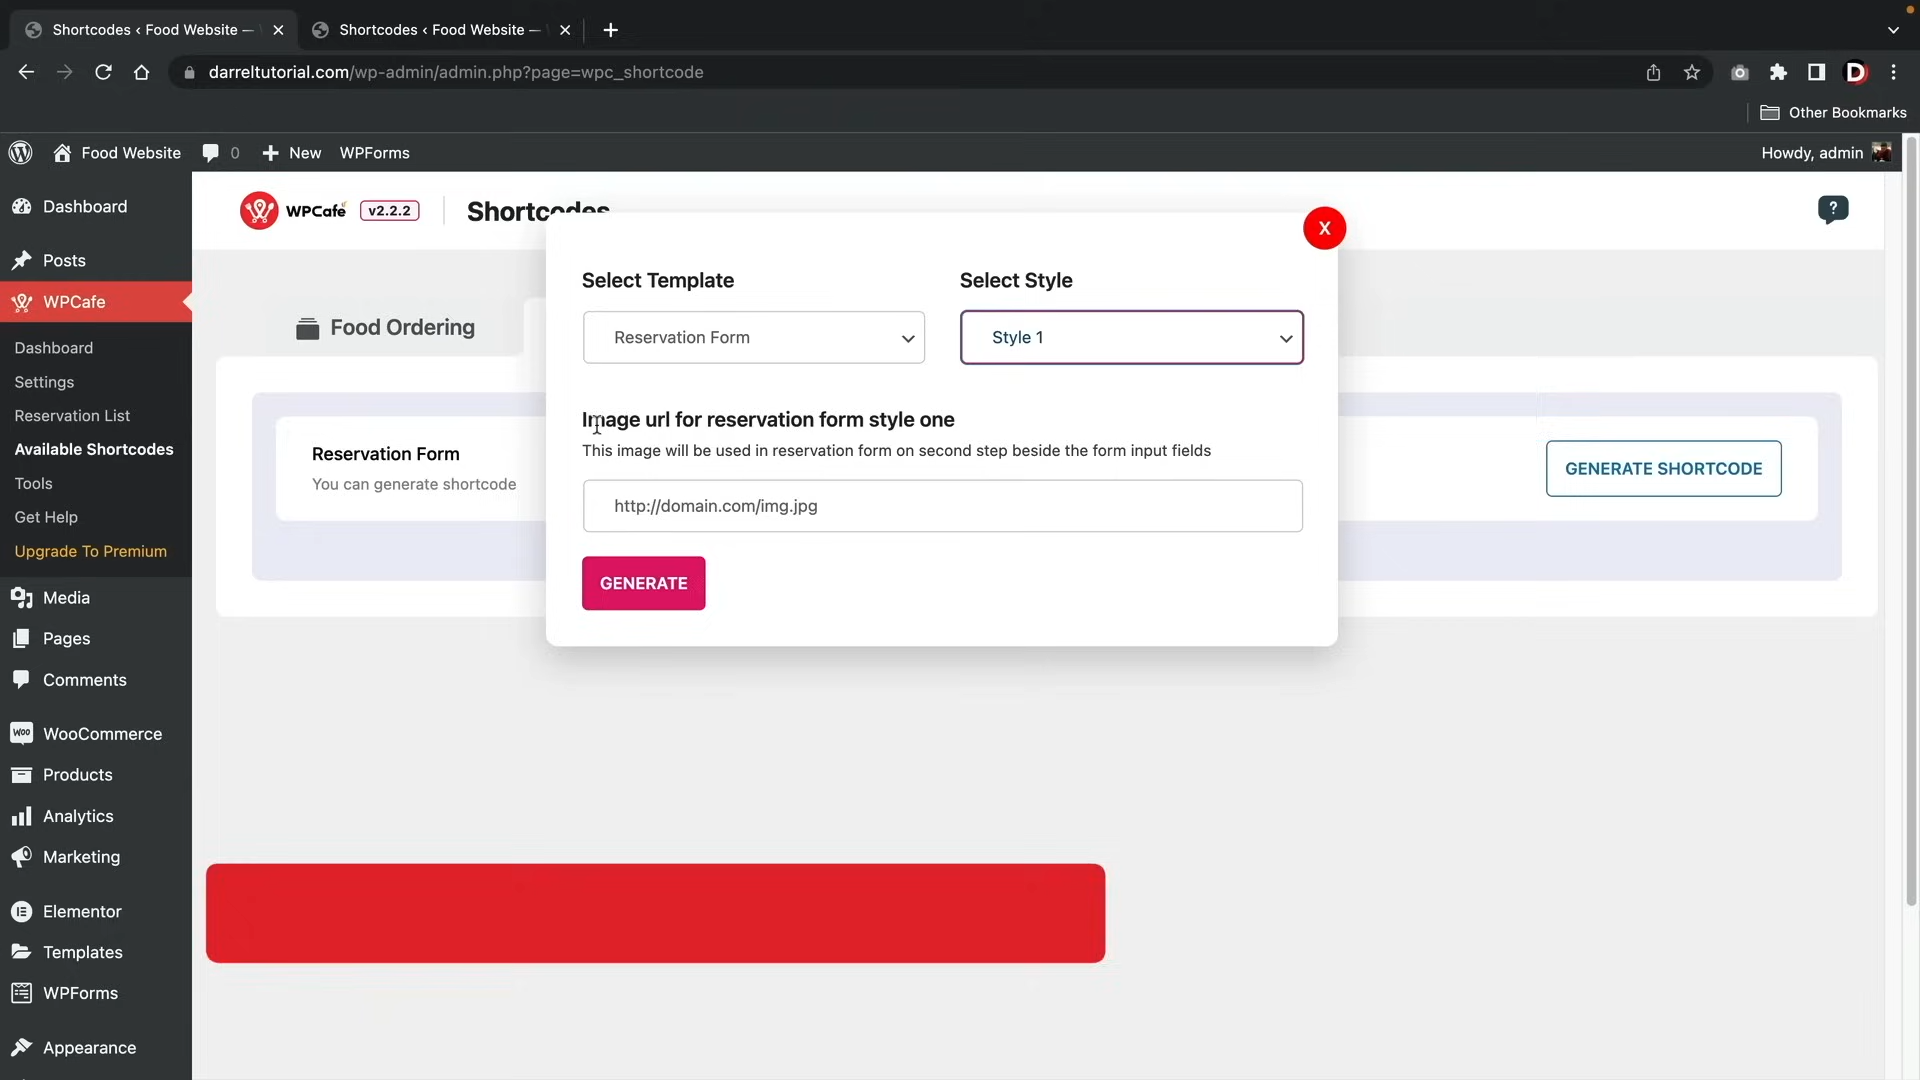 Shortcodes ‹ Food Website —
Shortcodes ‹ Food Website —
darreltutorial.com/wp-admin/admin.php?page=wpc_shortcode
D
Other Bookmarks
Food Website
0
New
WPForms
Howdy, admin
Dashboard
Posts
WPCafe
Dashboard
Settings
Reservation List
Available Shortcodes
Tools
Get Help
Upgrade To Premium
Media
Pages
Comments
Woo
WooCommerce
Products
Analytics
Marketing
Elementor
Templates
WPForms
Appearance
WPCafe
v2.2.2
Shortcodes
?
Food Ordering
Reservation Form
You can generate shortcode
GENERATE SHORTCODE
X
Select Template
Select Style
Reservation Form
Style 1
Image url for reservation form style one
This image will be used in reservation form on second step beside the form input fields
http://domain.com/img.jpg
GENERATE